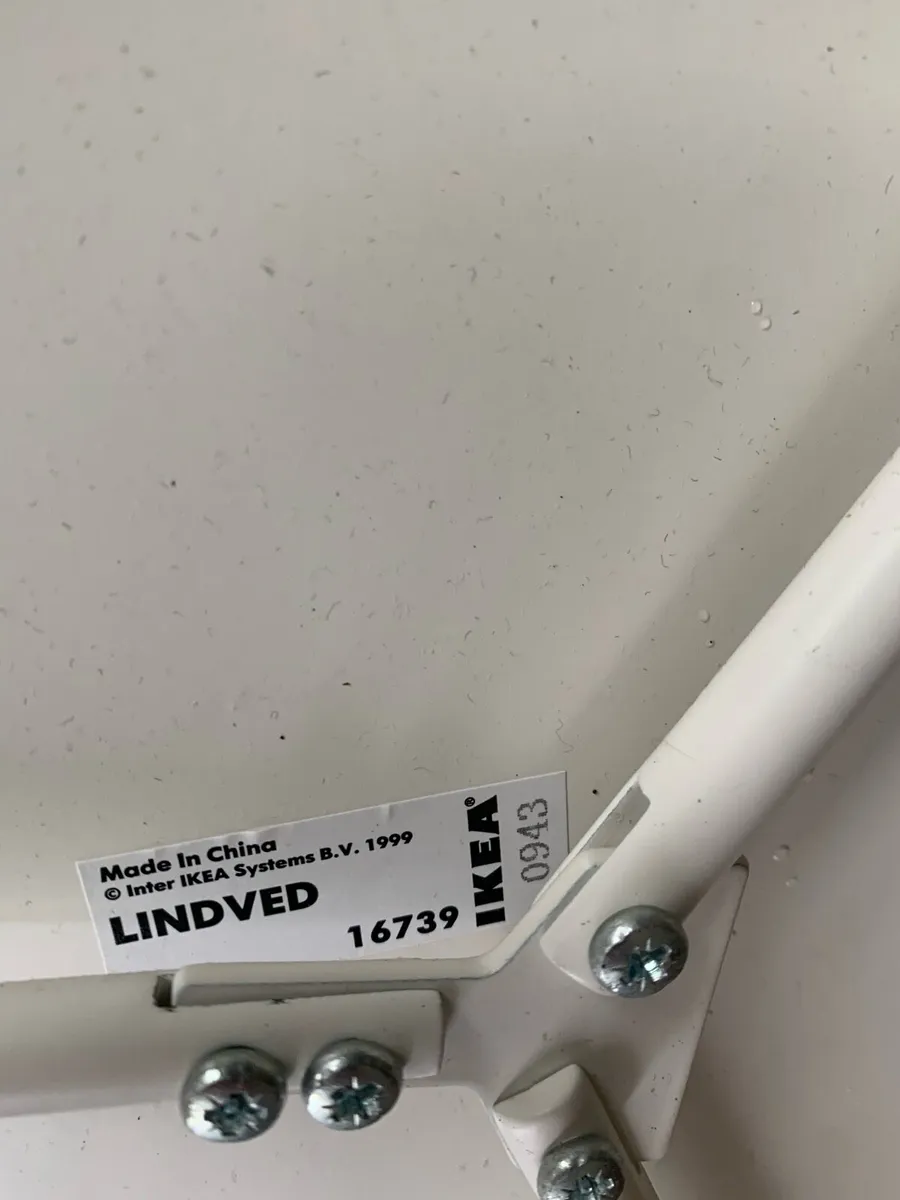 Made In China
© Inter IKEA Systems B.V. 1999
LINDVED
16739
IKEA®
0943